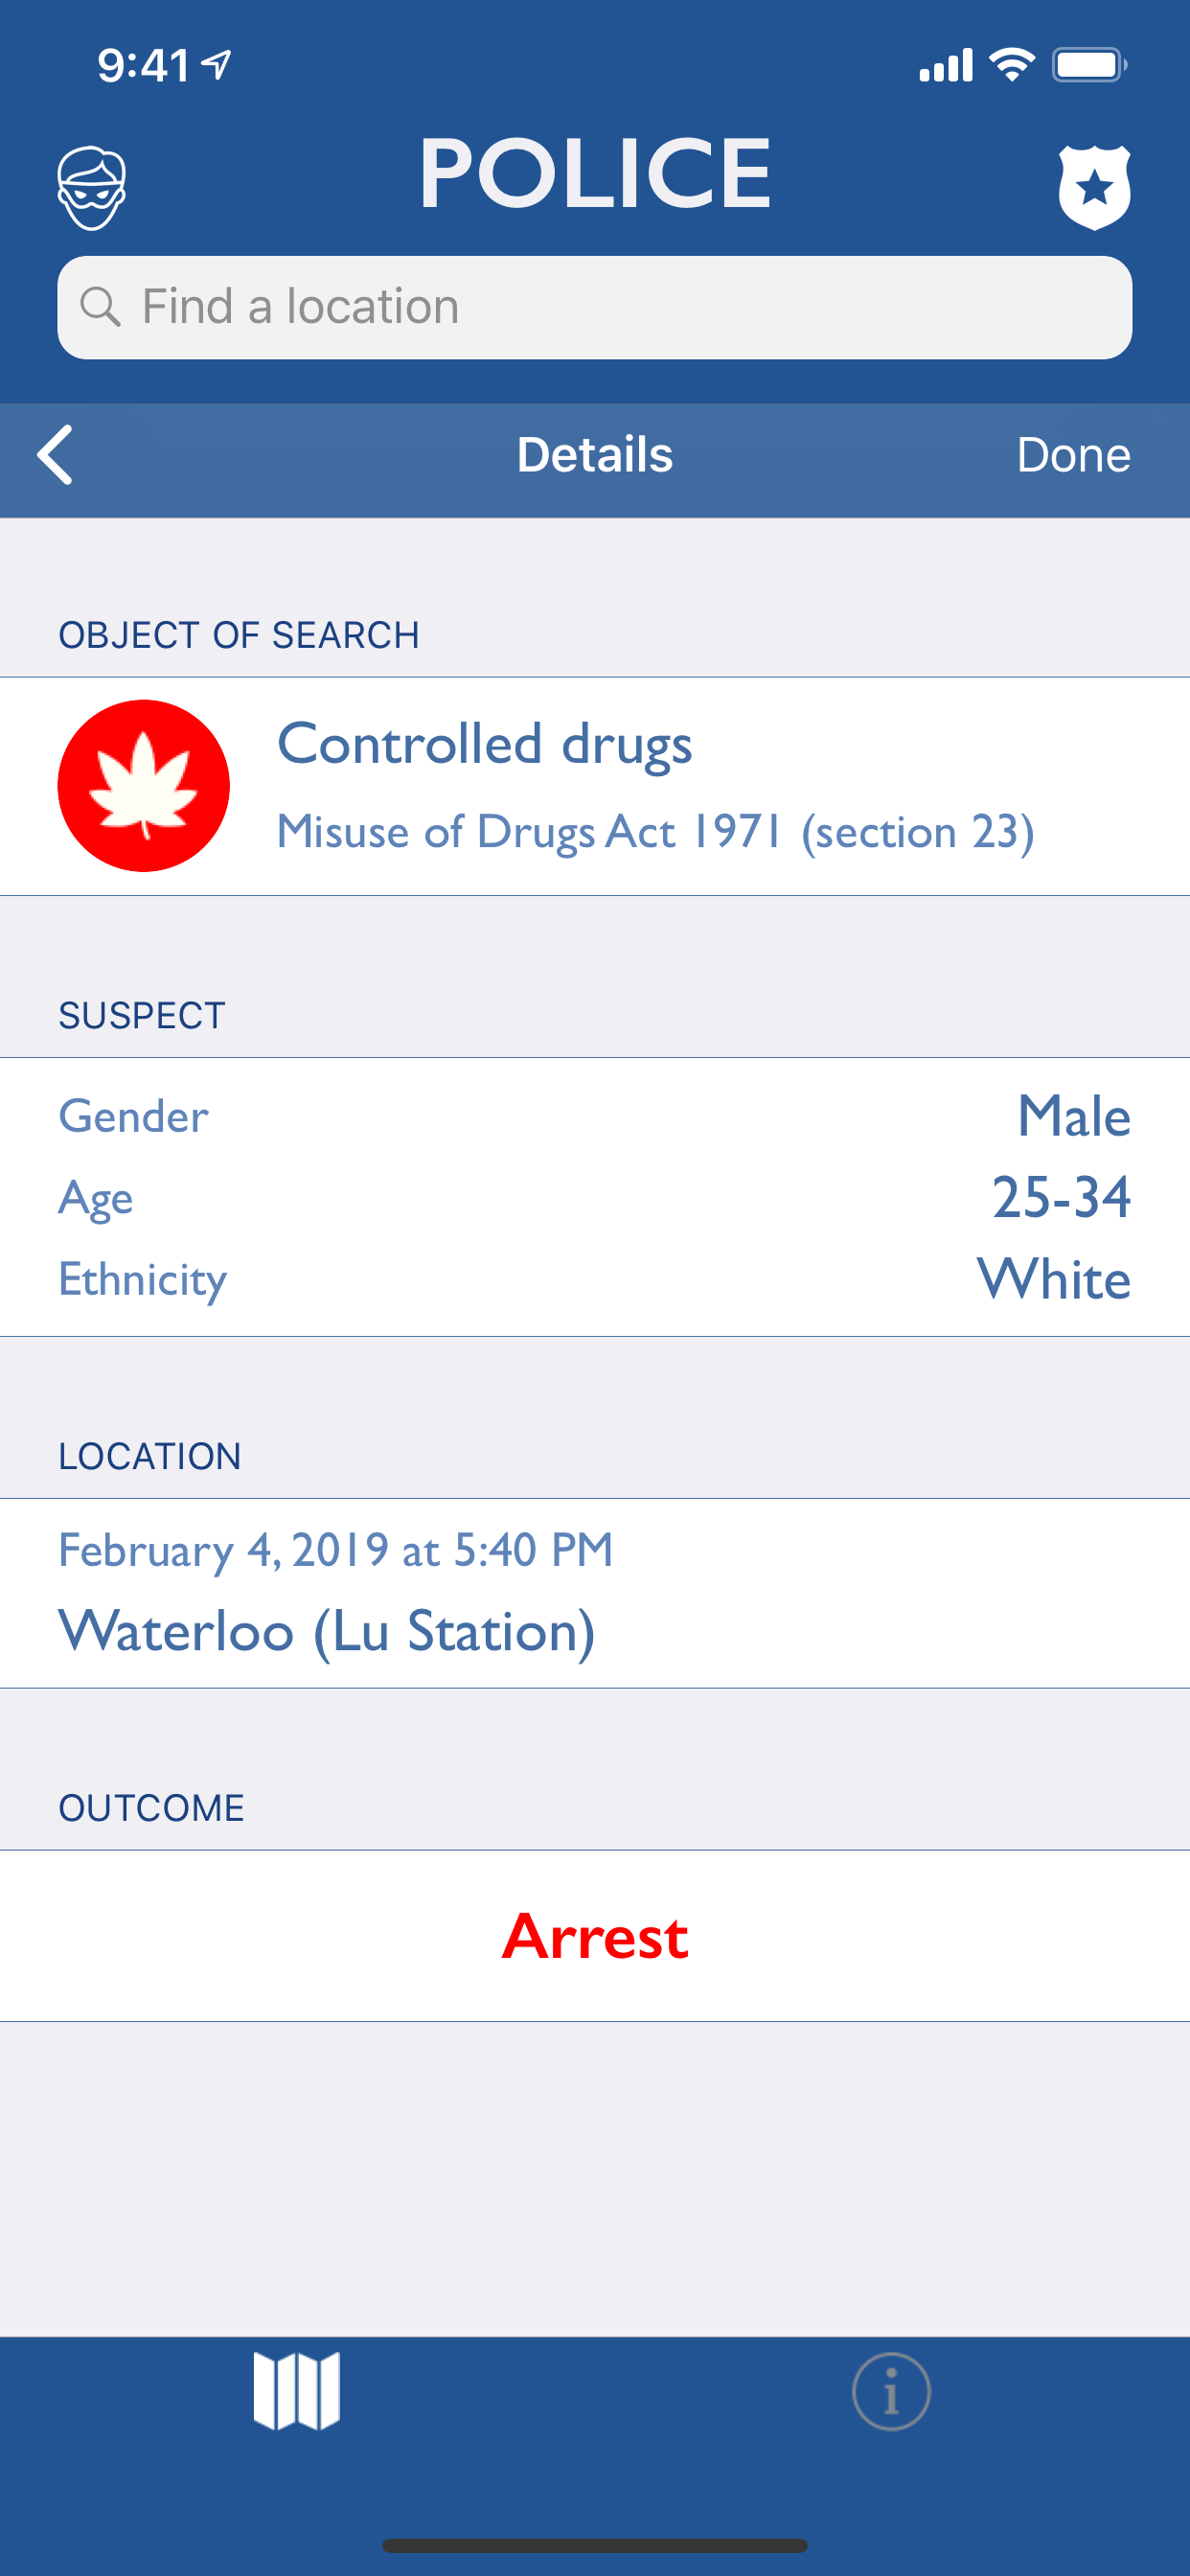 9:41
POLICE
Find a location
Details
Done
OBJECT OF SEARCH
Controlled drugs
Misuse of Drugs Act 1971 (section 23)
SUSPECT
Gender Male
Age 25-34
Ethnicity White
LOCATION
February 4, 2019 at 5:40 PM
Waterloo (Lu Station)
OUTCOME
Arrest